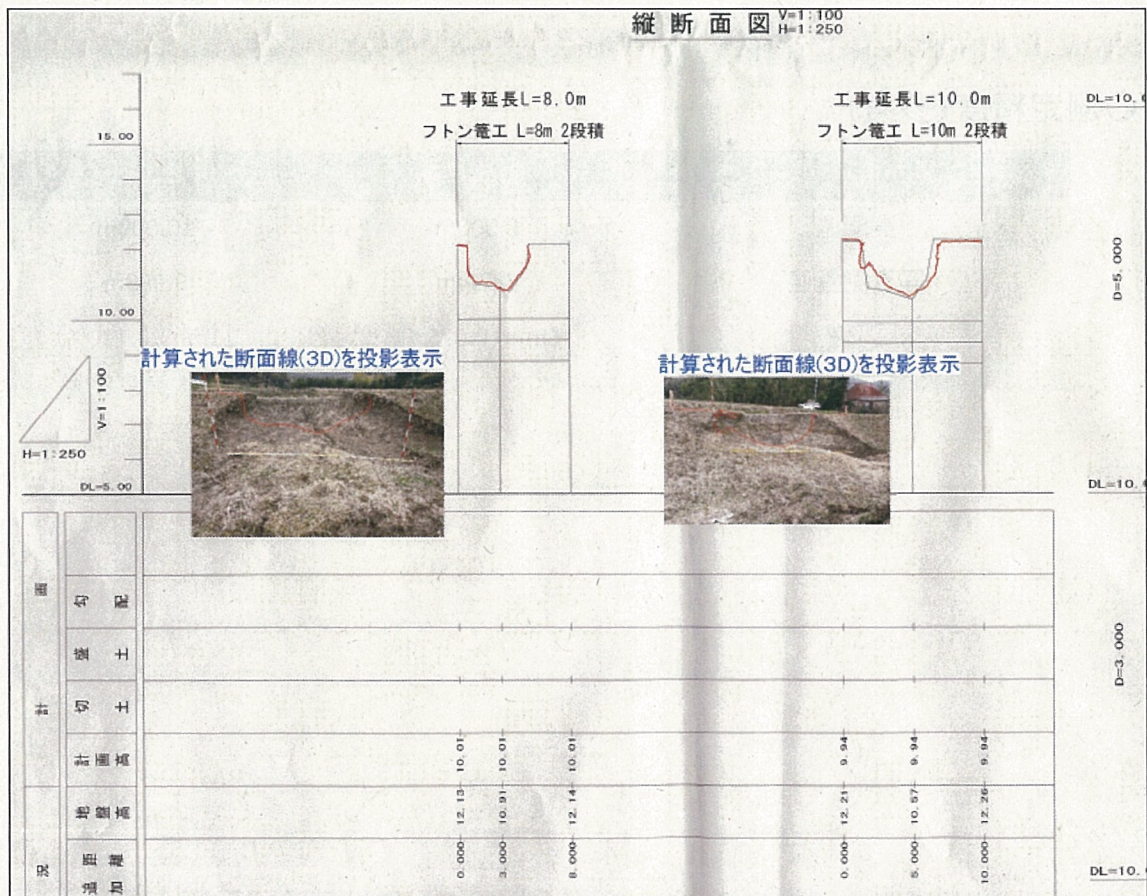 縦断面図 V=1:100
H=1:250
工事延長L=8.0m
フトン篭工 L=8m 2段積
工事延長L=10.0m
フトン篭工 L=10m 2段積
DL=10.0
15.00
10.00
D=5,000
計算された断面線(3D)を投影表示
計算された断面線(3D)を投影表示
V=1:100
H=1:250
DL=5.00
DL=10.0
計画
勾配
盛土
切土
計画高
10.01
10.01
10.01
9.94
9.94
9.94
地盤高
12.13
10.91
12.14
12.21
10.57
12.26
況
追加距離
0.000
3.000
8.000
0.000
5.000
10.000
D=3,000
DL=10.